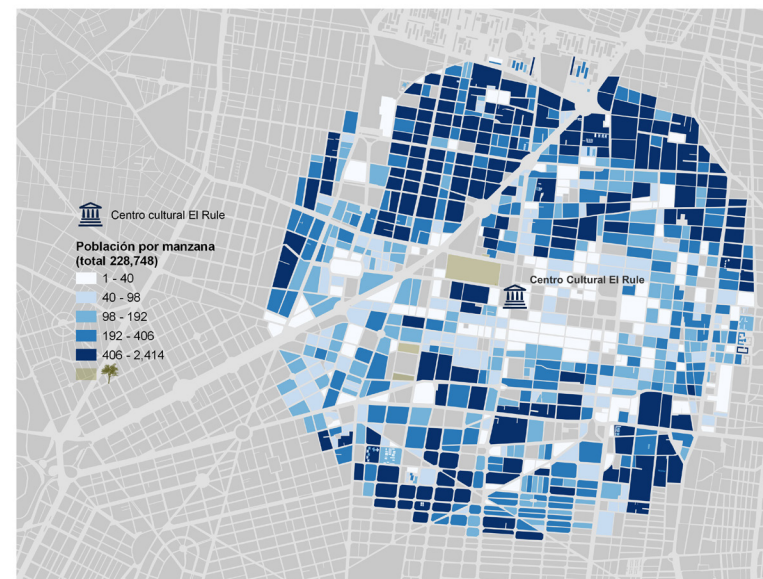 Centro cultural El Rule
Población por manzana
(total 228,748)
1 - 40
40 - 98
98 - 192
192 - 406
406 - 2,414
Centro Cultural El Rule